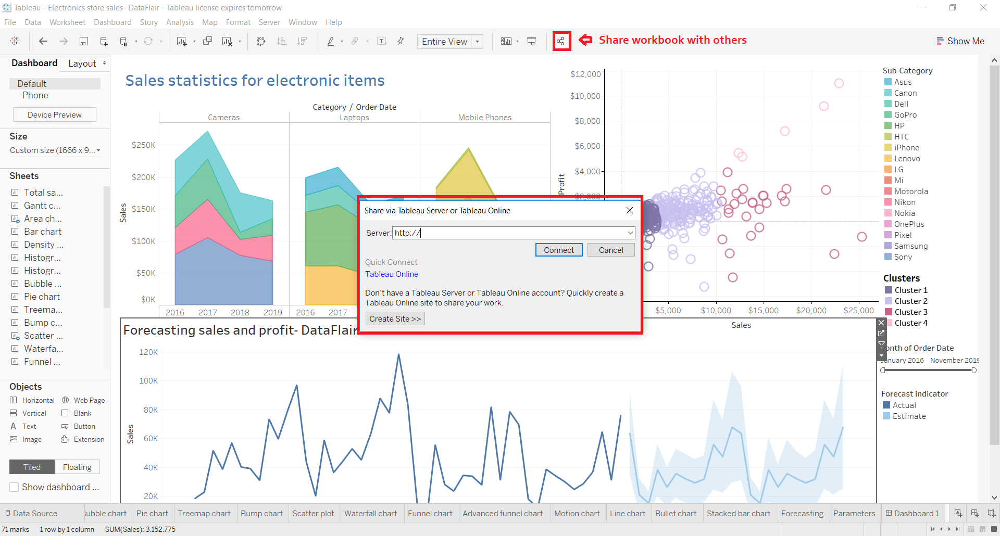 Tableau - Electronics store sales- DataFlair - Tableau license expires tomorrow
File Data Worksheet Dashboard Story Analysis Map Format Server Window Help
Entire View
Share workbook with others
Show Me
Dashboard Layout
Default
Phone
Device Preview
Size
Custom size (1666 x 9...
Sheets
Total sa...
Gantt c...
Area ch...
Bar chart
Density ...
Histogr...
Histogr...
Bubble ...
Pie chart
Treema...
Bump c...
Scatter ...
Waterfa...
Funnel ...
Objects
Horizontal Web Page
Vertical Blank
A Text Button
Image Extension
Tiled Floating
Show dashboard ...
Sales statistics for electronic items
Category / Order Date
Cameras Laptops Mobile Phones
Sales
$250K
$200K
$150K
$100K
$50K
$0K
2016 2017 2018 2019 2016 2017
Profit
$12,000
$10,000
$8,000
$6,000
$4,000
$2,000
$5,000 $10,000 $15,000 $20,000 $25,000
Sales
Share via Tableau Server or Tableau Online
Server: http://
Connect Cancel
Quick Connect
Tableau Online
Don't have a Tableau Server or Tableau Online account? Quickly create a
Tableau Online site to share your work.
Create Site >>
Sub-Category
Asus
Canon
Dell
GoPro
HP
HTC
iPhone
Lenovo
LG
Mi
Motorola
Nikon
Nokia
OnePlus
Pixel
Samsung
Sony
Clusters
Cluster 1
Cluster 2
Cluster 3
Cluster 4
onth of Order Date
January 2016 November 2019
Forecast indicator
Actual
Estimate
Forecasting sales and profit- DataFlair
Sales
120K
100K
80K
60K
40K
20K
Data Source Bubble chart Pie chart Treemap chart Bump chart Scatter plot Waterfall chart Funnel chart Advanced funnel chart Motion chart Line chart Bullet chart Stacked bar chart Forecasting Parameters Dashboard 1
71 marks 1 row by 1 column SUM(Sales): 3,152,775